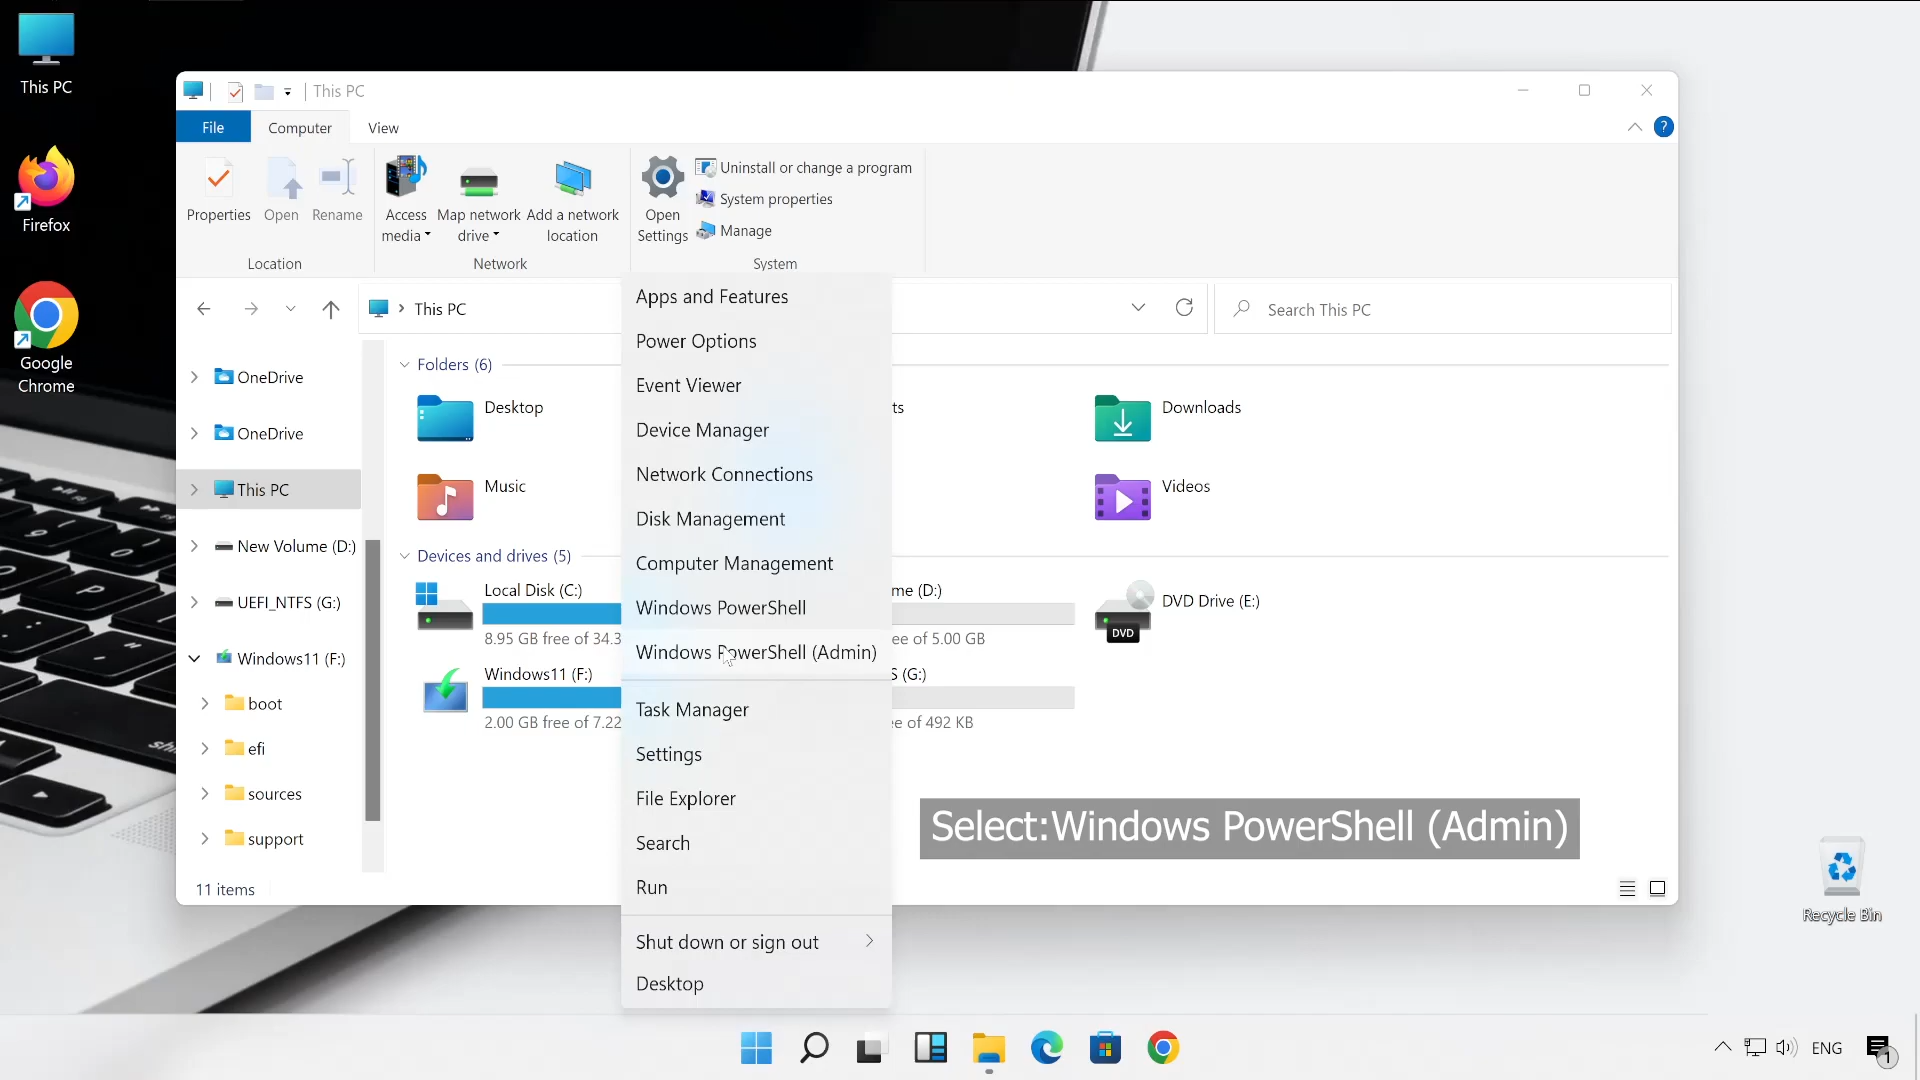 This PC
Firefox
Google
Chrome
This PC
File
Computer
View
?
Properties
Open
Rename
Access
media
Map network
drive
Add a network
location
Open
Settings
Uninstall or change a program
System properties
Manage
Location
Network
System
This PC
Search This PC
OneDrive
OneDrive
This PC
New Volume (D:)
UEFI_NTFS (G:)
Windows11 (F:)
boot
efi
sources
support
11 items
Folders (6)
Desktop
ts
Downloads
Music
Videos
Devices and drives (5)
Local Disk (C:)
8.95 GB free of 34.3
me (D:)
ee of 5.00 GB
DVD
DVD Drive (E:)
Windows11 (F:)
2.00 GB free of 7.22
S (G:)
ee of 492 KB
Apps and Features
Power Options
Event Viewer
Device Manager
Network Connections
Disk Management
Computer Management
Windows PowerShell
Windows PowerShell (Admin)
Task Manager
Settings
File Explorer
Search
Run
Shut down or sign out
Desktop
Select:Windows PowerShell (Admin)
Recycle Bin
ENG
1